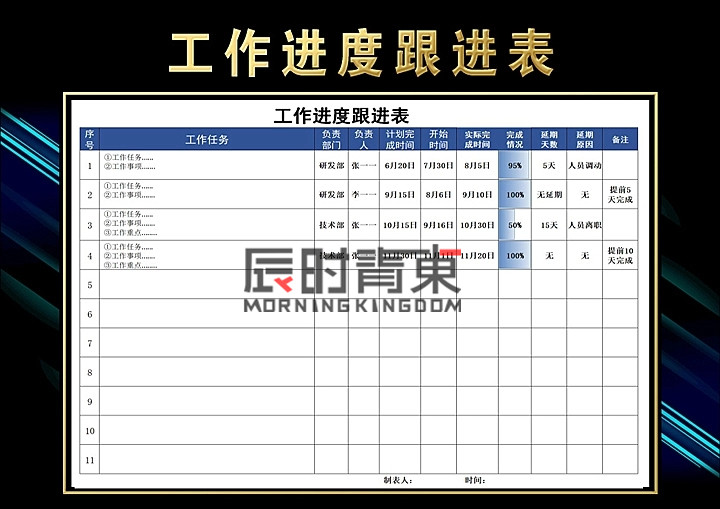 工作进度跟进表
工作进度跟进表
序号 工作任务 负责部门 负责人 计划完成时间 开始时间 实际完成时间 完成情况 延期天数 延期原因 备注
1 ①工作任务...... ②工作事项....... 研发部 张一一 6月20日 7月30日 8月5日 95% 5天 人员调动
2 ①工作任务...... ②工作事项....... 研发部 李一一 9月15日 8月6日 9月10日 100% 无延期 无 提前5天完成
3 ①工作任务...... ②工作事项....... ③工作重点........ 技术部 张一一 10月15日 9月16日 10月30日 50% 15天 人员离职
4 ①工作任务...... ②工作事项....... ③工作重点........ 技术部 张一一 11月30日 11月1日 11月20日 100% 无 无 提前10天完成
辰时青東
MORNINGKINGDOM
5
6
7
8
9
10
11
制表人: 时间: